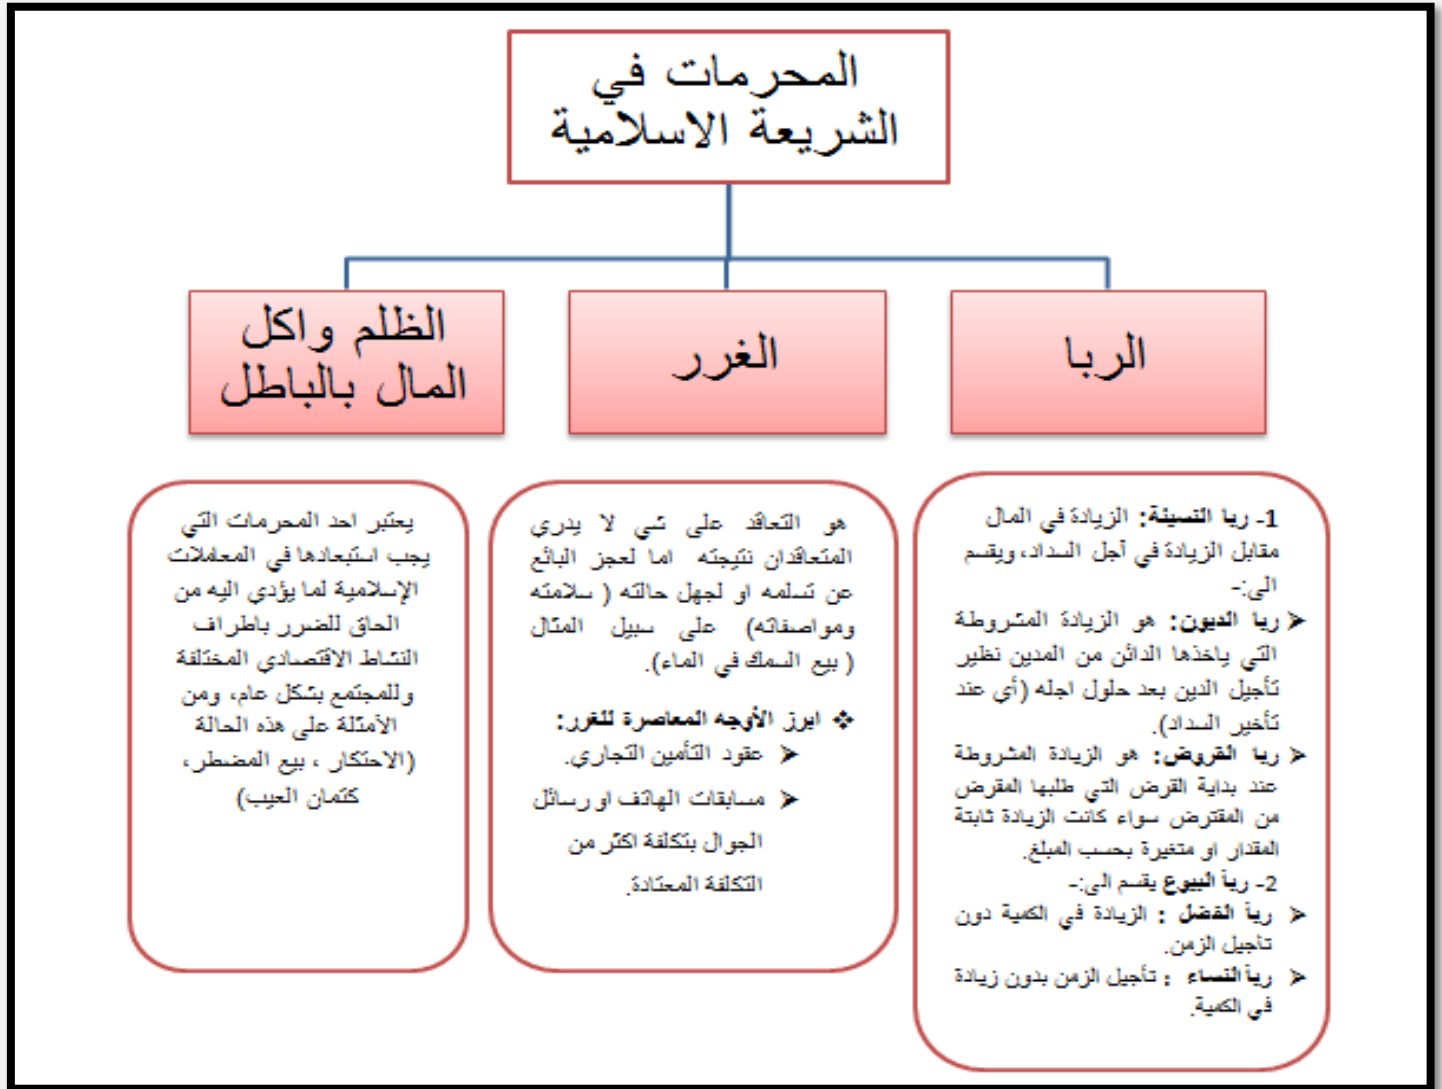 المحرمات في
الشريعة الاسلامية
الربا
الغرر
الظلم واكل
المال بالباطل
1- ربا النسيئة: الزيادة في المال
مقابل الزيادة في آجل السداد، ويقسم
الى:-
ربا الديون: هو الزيادة المشروطة
التي ياخذها الدائن من المدين نظير
تأجيل الدين بعد حلول اجله (أي عند
تأخير السداد).
ربا القروض: هو الزيادة المشروطة
عند بداية القرض التي طلبها المقرض
من المقترض سواء كانت الزيادة ثابتة
المقدار او متغيرة بحسب المبلغ.
2- ربأ البيوع يقسم الى:-
ربأ الفضل : الزيادة في الكمية دون
تاجيل الزمن.
ربأ النساء : تأجيل الزمن بدون زيادة
في الكمية.
هو التعاقد على شي لا يدري
المتعاقدان نتيجته اما لعجز البائع
عن تسلمه او لجهل حالته ( سلامته
ومواصفاته) على سبيل المثال
( بيع السمك في الماء).
ابرز الأوجه المعاصرة للغرر:
عقود التأمين التجاري.
مسابقات الهاتف او رسائل
الجوال بتكلفة اكثر من
التكلفة المعتادة.
يعتبر احد المحرمات التي
يجب استبعادها في المعاملات
الإسلامية لما يؤدي اليه من
الحاق للضرر باطراف
النشاط الاقتصادي المختلفة
وللمجتمع بشكل عام، ومن
الأمثلة على هذه الحالة
(الاحتكار ، بيع المضطر،
كتمان العيب)